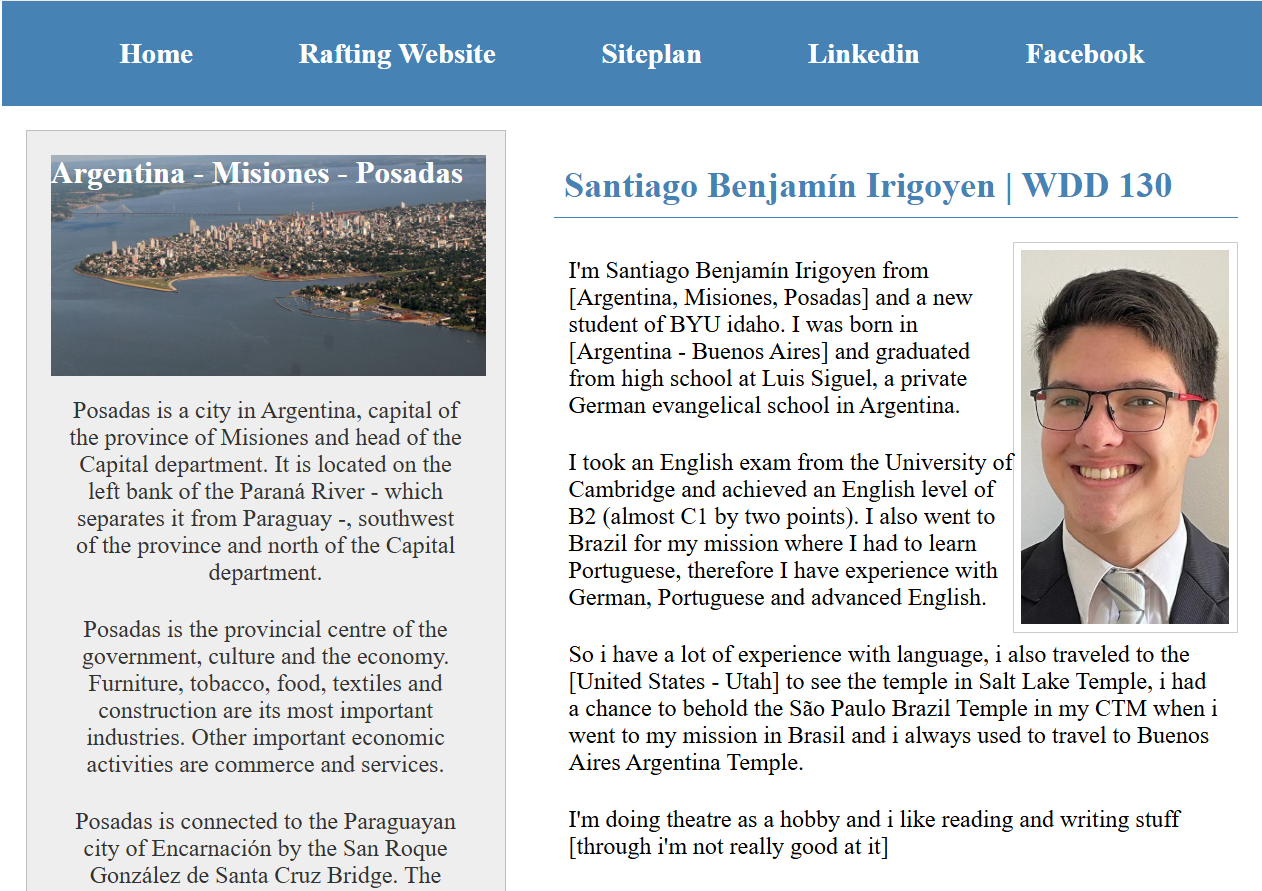 Home Rafting Website Siteplan Linkedin Facebook
Argentina - Misiones - Posadas
Posadas is a city in Argentina, capital of
the province of Misiones and head of the
Capital department. It is located on the
left bank of the Paraná River - which
separates it from Paraguay -, southwest
of the province and north of the Capital
department.
Posadas is the provincial centre of the
government, culture and the economy.
Furniture, tobacco, food, textiles and
construction are its most important
industries. Other important economic
activities are commerce and services.
Posadas is connected to the Paraguayan
city of Encarnación by the San Roque
González de Santa Cruz Bridge. The
Santiago Benjamín Irigoyen | WDD 130
I'm Santiago Benjamín Irigoyen from
[Argentina, Misiones, Posadas] and a new
student of BYU idaho. I was born in
[Argentina - Buenos Aires] and graduated
from high school at Luis Siguel, a private
German evangelical school in Argentina.
I took an English exam from the University of
Cambridge and achieved an English level of
B2 (almost C1 by two points). I also went to
Brazil for my mission where I had to learn
Portuguese, therefore I have experience with
German, Portuguese and advanced English.
So i have a lot of experience with language, i also traveled to the
[United States - Utah] to see the temple in Salt Lake Temple, i had
a chance to behold the São Paulo Brazil Temple in my CTM when i
went to my mission in Brasil and i always used to travel to Buenos
Aires Argentina Temple.
I'm doing theatre as a hobby and i like reading and writing stuff
[through i'm not really good at it]